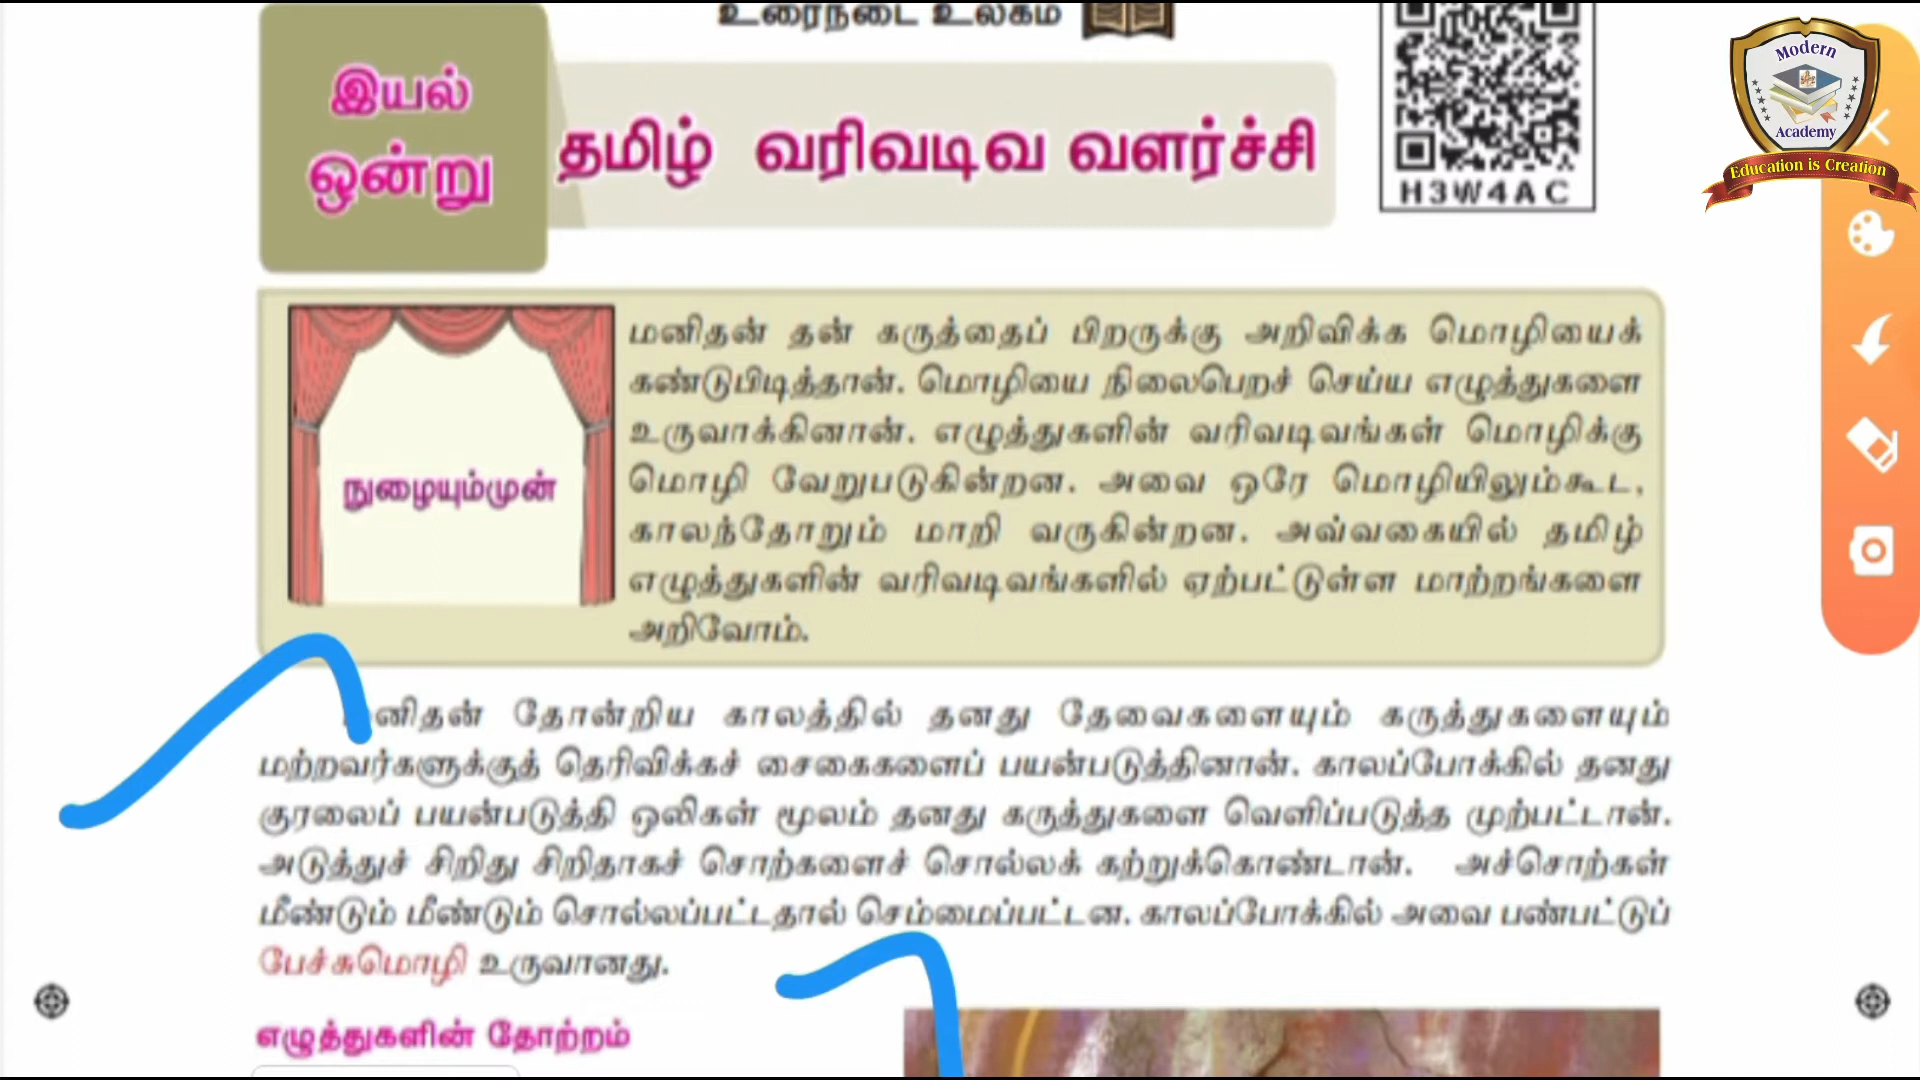 உரைநடை உலகம்
இயல்
ஒன்று
தமிழ் வரிவடிவ வளர்ச்சி
H3W4AC
Modern
Academy
Education is Creation
நுழையும்முன்
மனிதன் தன் கருத்தைப் பிறருக்கு அறிவிக்க மொழியைக்
கண்டுபிடித்தான். மொழியை நிலைபெறச் செய்ய எழுத்துகளை
உருவாக்கினான். எழுத்துகளின் வரிவடிவங்கள் மொழிக்கு
மொழி வேறுபடுகின்றன. அவை ஒரே மொழியிலும்கூட,
காலந்தோறும் மாறி வருகின்றன. அவ்வகையில் தமிழ்
எழுத்துகளின் வரிவடிவங்களில் ஏற்பட்டுள்ள மாற்றங்களை
அறிவோம்.
மனிதன் தோன்றிய காலத்தில் தனது தேவைகளையும் கருத்துகளையும்
மற்றவர்களுக்குத் தெரிவிக்கச் சைகைகளைப் பயன்படுத்தினான். காலப்போக்கில் தனது
குரலைப் பயன்படுத்தி ஒலிகள் மூலம் தனது கருத்துகளை வெளிப்படுத்த முற்பட்டான்.
அடுத்துச் சிறிது சிறிதாகச் சொற்களைச் சொல்லக் கற்றுக்கொண்டான். அச்சொற்கள்
மீண்டும் மீண்டும் சொல்லப்பட்டதால் செம்மைப்பட்டன. காலப்போக்கில் அவை பண்பட்டுப்
பேச்சுமொழி உருவானது.
எழுத்துகளின் தோற்றம்